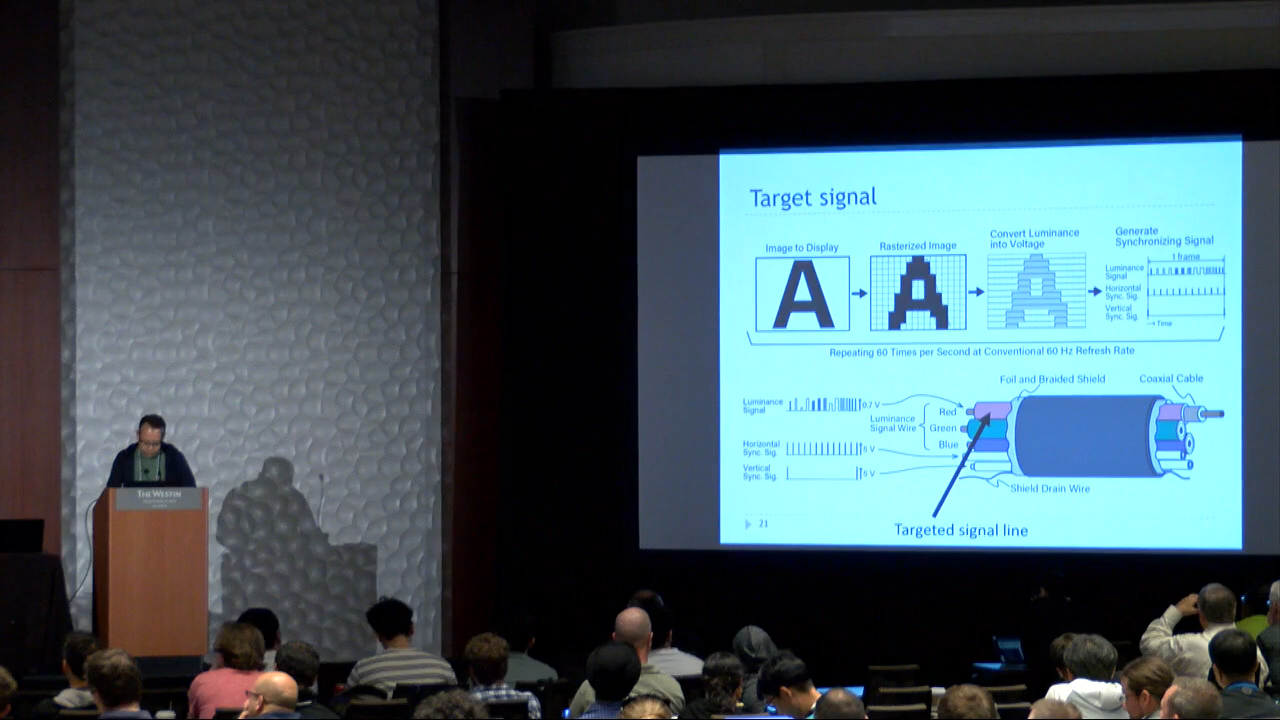 Target signal
Image to Display
Rasterized Image
Convert Luminance
into Voltage
Generate
Synchronizing Signal
1 frame
Luminance
Signal
Horizontal
Sync. Sig.
Vertical
Sync. Sig.
→Time
A
Repeating 60 Times per Second at Conventional 60 Hz Refresh Rate
Foil and Braided Shield
Coaxial Cable
Luminance
Signal
0.7 V
Luminance
Signal Wire
Red
Green
Blue
Horizontal
Sync. Sig.
5 V
Vertical
Sync. Sig.
5 V
Shield Drain Wire
21
Targeted signal line
THE WESTIN